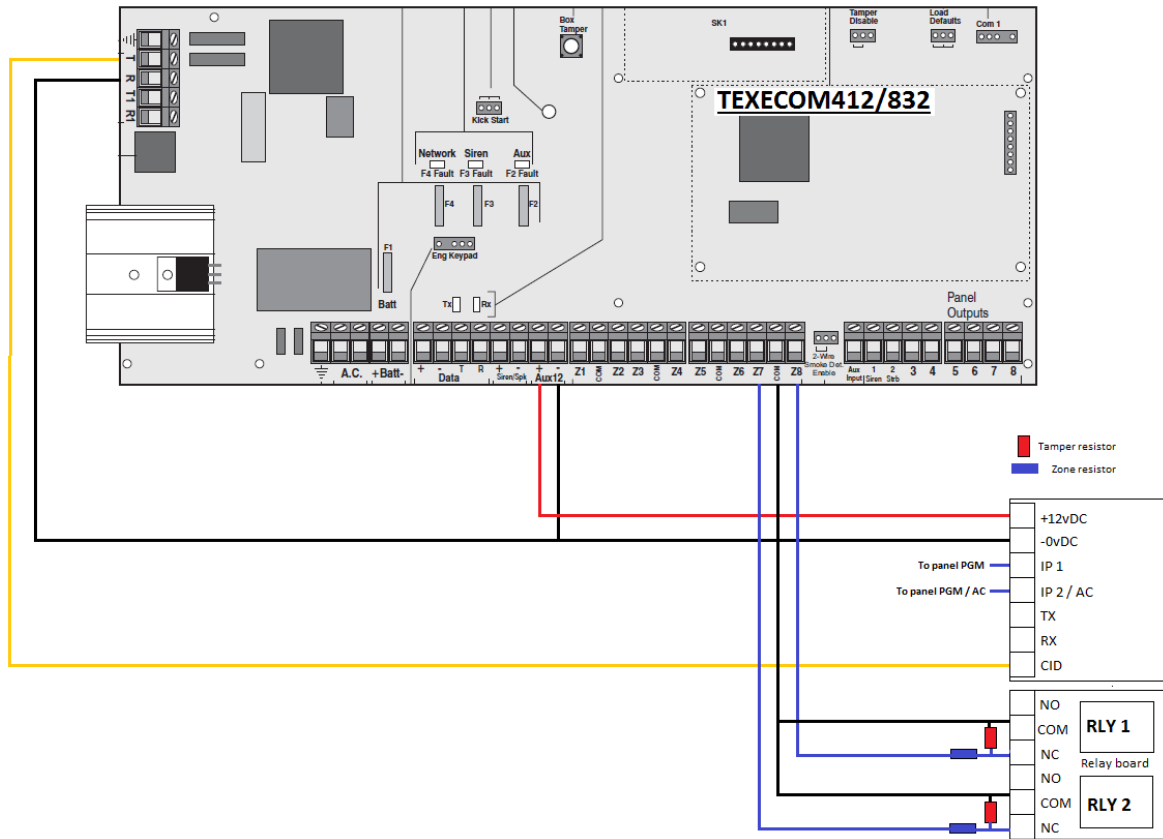 Box
Tamper
SK1
Tamper
Disable
Load
Defaults
Com 1
T
R
T1
R1
TEXECOM412/832
Kick Start
Network Siren Aux
F4 Fault F3 Fault F2 Fault
F4 F3 F2
F1
Eng Keypad
Batt
Tx Rx
Panel
Outputs
A.C. +Batt-
+ - T R
Data
+ -
Siren/Spk
+ -
Aux12
Z1 COM Z2 Z3 COM Z4 Z5 COM Z6 Z7 COM Z8
2-Wire
Smoke Det.
Enable
Aux 1 2 3 4 5 6 7 8
Input Siren Strb
Tamper resistor
Zone resistor
+12vDC
-0vDC
To panel PGM IP 1
To panel PGM / AC IP 2 / AC
TX
RX
CID
NO
COM RLY 1
NC
Relay board
NO
COM RLY 2
NC